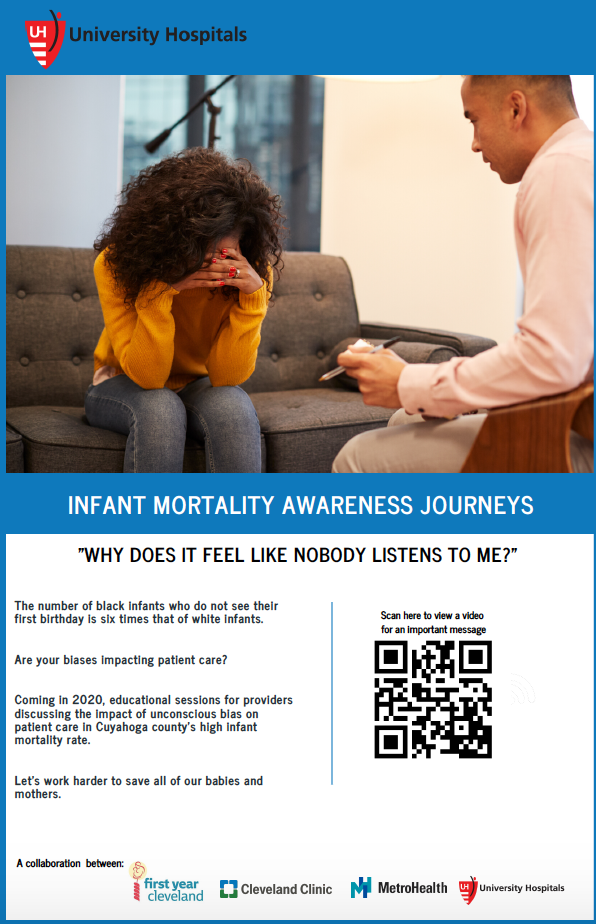 UH University Hospitals
INFANT MORTALITY AWARENESS JOURNEYS
"WHY DOES IT FEEL LIKE NOBODY LISTENS TO ME?"
The number of black infants who do not see their
first birthday is six times that of white infants.
Are your biases impacting patient care?
Coming in 2020, educational sessions for providers
discussing the impact of unconscious bias on
patient care in Cuyahoga county's high infant
mortality rate.
Let's work harder to save all of our babies and
mothers.
Scan here to view a video
for an important message
A collaboration between:
first year
cleveland
Cleveland Clinic
MetroHealth
UH University Hospitals